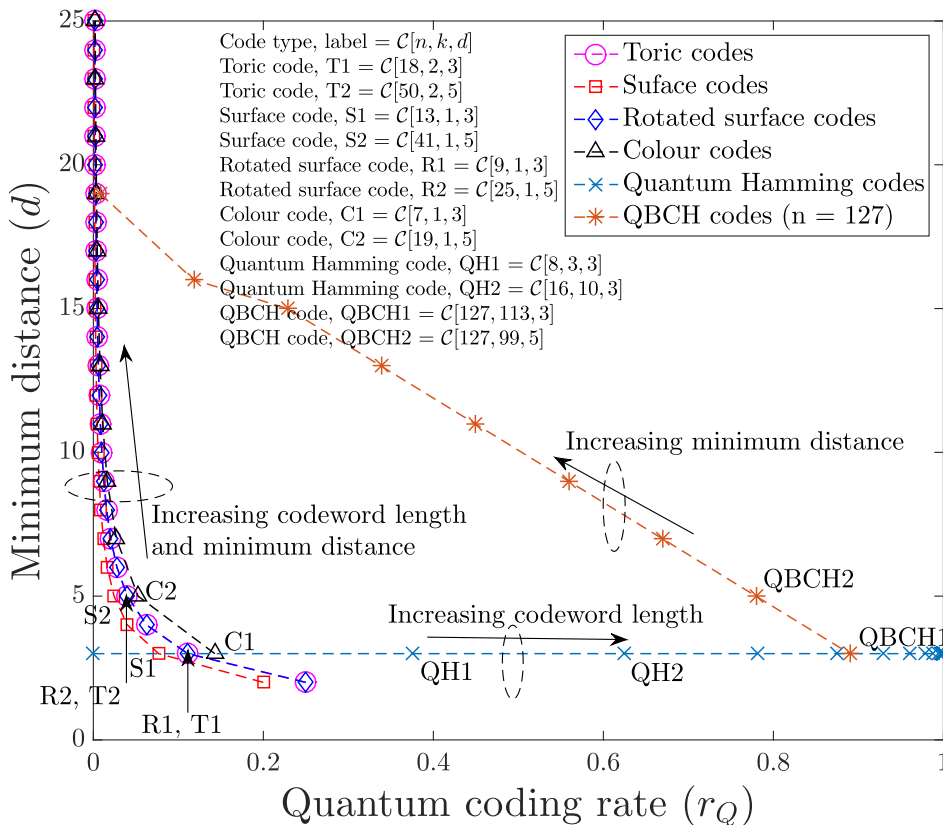 25
20
15
10
5
0
Minimum distance (d)
Code type, label = C[n, k, d]
Toric code, T1 = C[18, 2, 3]
Toric code, T2 = C[50, 2, 5]
Surface code, S1 = C[13, 1, 3]
Surface code, S2 = C[41, 1, 5]
Rotated surface code, R1 = C[9, 1, 3]
Rotated surface code, R2 = C[25, 1, 5]
Colour code, C1 = C[7, 1, 3]
Colour code, C2 = C[19, 1, 5]
Quantum Hamming code, QH1 = C[8, 3, 3]
Quantum Hamming code, QH2 = C[16, 10, 3]
QBCH code, QBCH1 = C[127, 113, 3]
QBCH code, QBCH2 = C[127, 99, 5]
Toric codes
Suface codes
Rotated surface codes
Colour codes
Quantum Hamming codes
QBCH codes (n = 127)
Increasing minimum distance
Increasing codeword length
and minimum distance
QBCH2
C2
Increasing codeword length
S2
C1
QBCH1
S1
QH1
QH2
R2, T2
R1, T1
0
0.2
0.4
0.6
0.8
1
Quantum coding rate (r_Q)